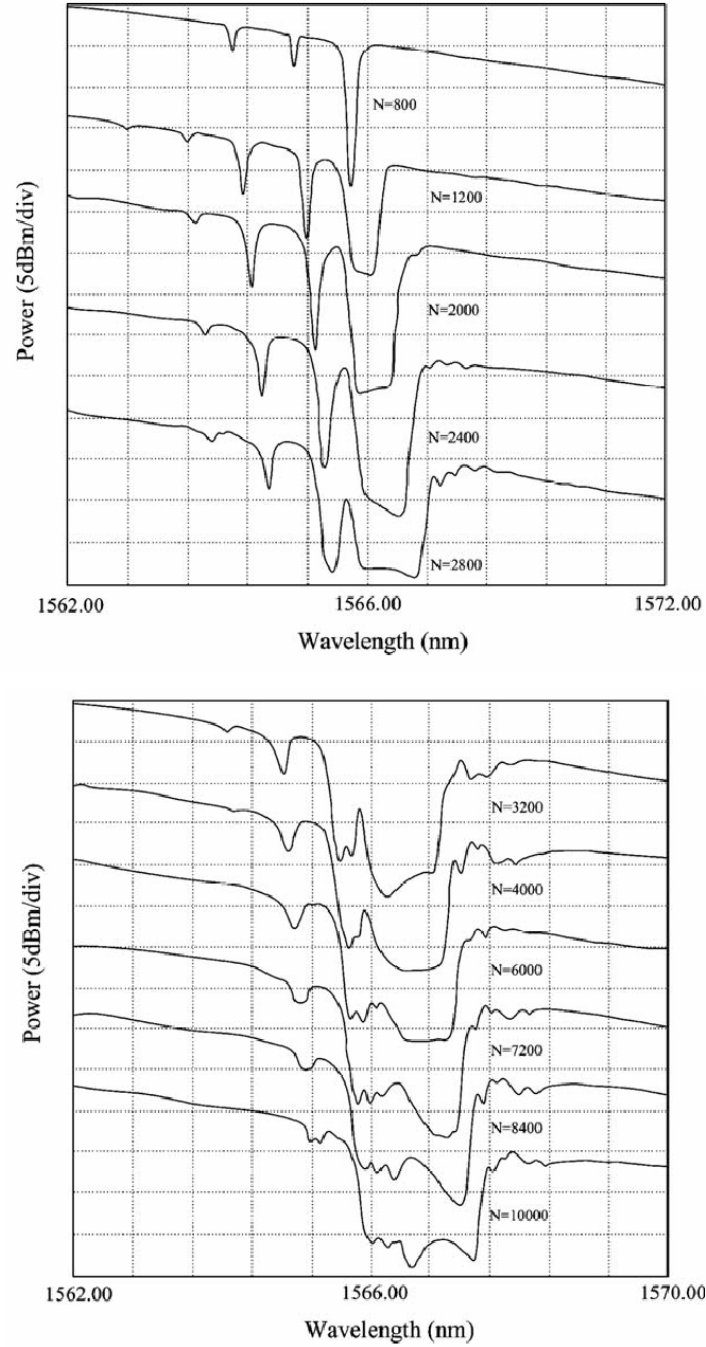 Power (5dBm/div)
N=800
N=1200
N=2000
N=2400
N=2800
1562.00 1566.00 1572.00
Wavelength (nm)
Power (5dBm/div)
N=3200
N=4000
N=6000
N=7200
N=8400
N=10000
1562.00 1566.00 1570.00
Wavelength (nm)